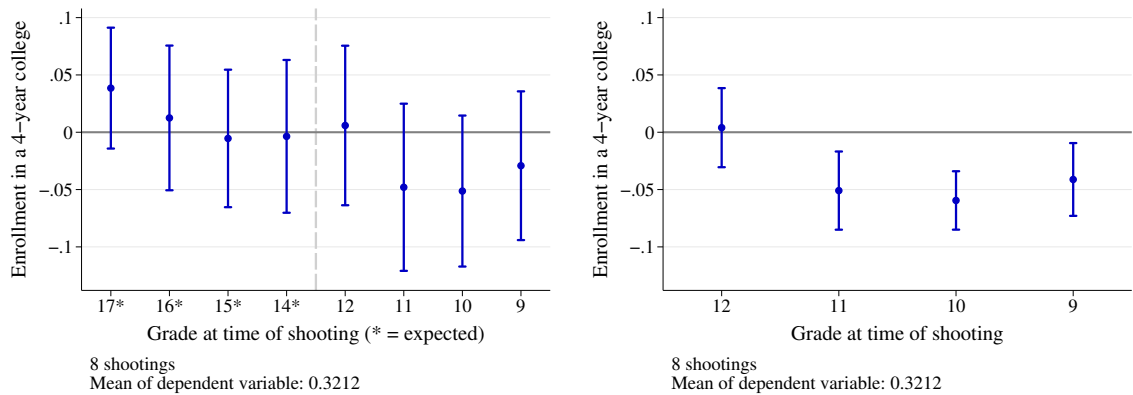 Enrollment in a 4−year college
.1
.05
0
−.05
−.1
17* 16* 15* 14* 12 11 10 9
Grade at time of shooting (* = expected)
8 shootings
Mean of dependent variable: 0.3212
Enrollment in a 4−year college
.1
.05
0
−.05
−.1
12 11 10 9
Grade at time of shooting
8 shootings
Mean of dependent variable: 0.3212